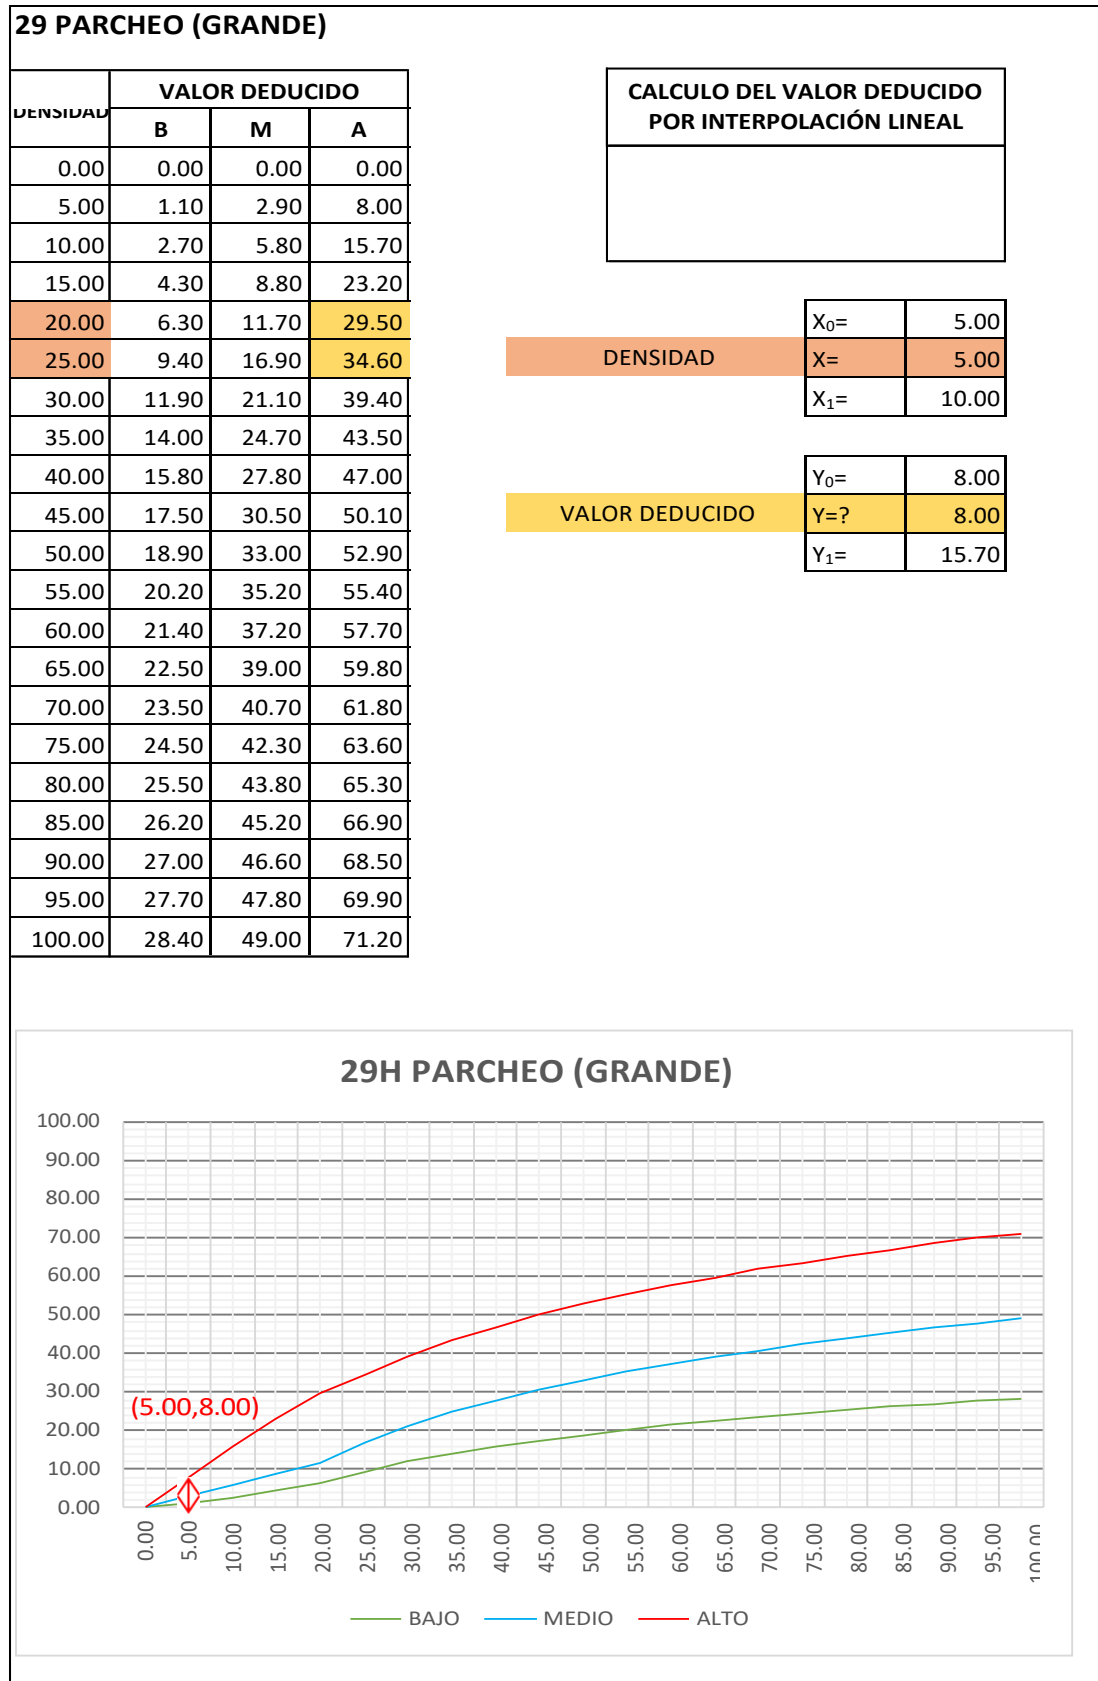 29 PARCHEO (GRANDE)
DENSIDAD VALOR DEDUCIDO
B M A
0.00 0.00 0.00 0.00
5.00 1.10 2.90 8.00
10.00 2.70 5.80 15.70
15.00 4.30 8.80 23.20
20.00 6.30 11.70 29.50
25.00 9.40 16.90 34.60
30.00 11.90 21.10 39.40
35.00 14.00 24.70 43.50
40.00 15.80 27.80 47.00
45.00 17.50 30.50 50.10
50.00 18.90 33.00 52.90
55.00 20.20 35.20 55.40
60.00 21.40 37.20 57.70
65.00 22.50 39.00 59.80
70.00 23.50 40.70 61.80
75.00 24.50 42.30 63.60
80.00 25.50 43.80 65.30
85.00 26.20 45.20 66.90
90.00 27.00 46.60 68.50
95.00 27.70 47.80 69.90
100.00 28.40 49.00 71.20
CALCULO DEL VALOR DEDUCIDO
POR INTERPOLACIÓN LINEAL
X₀= 5.00
DENSIDAD X= 5.00
X₁= 10.00
Y₀= 8.00
VALOR DEDUCIDO Y=? 8.00
Y₁= 15.70
29H PARCHEO (GRANDE)
100.00
90.00
80.00
70.00
60.00
50.00
40.00
30.00
20.00
10.00
0.00
(5.00,8.00)
0.00 5.00 10.00 15.00 20.00 25.00 30.00 35.00 40.00 45.00 50.00 55.00 60.00 65.00 70.00 75.00 80.00 85.00 90.00 95.00 100.00
BAJO MEDIO ALTO